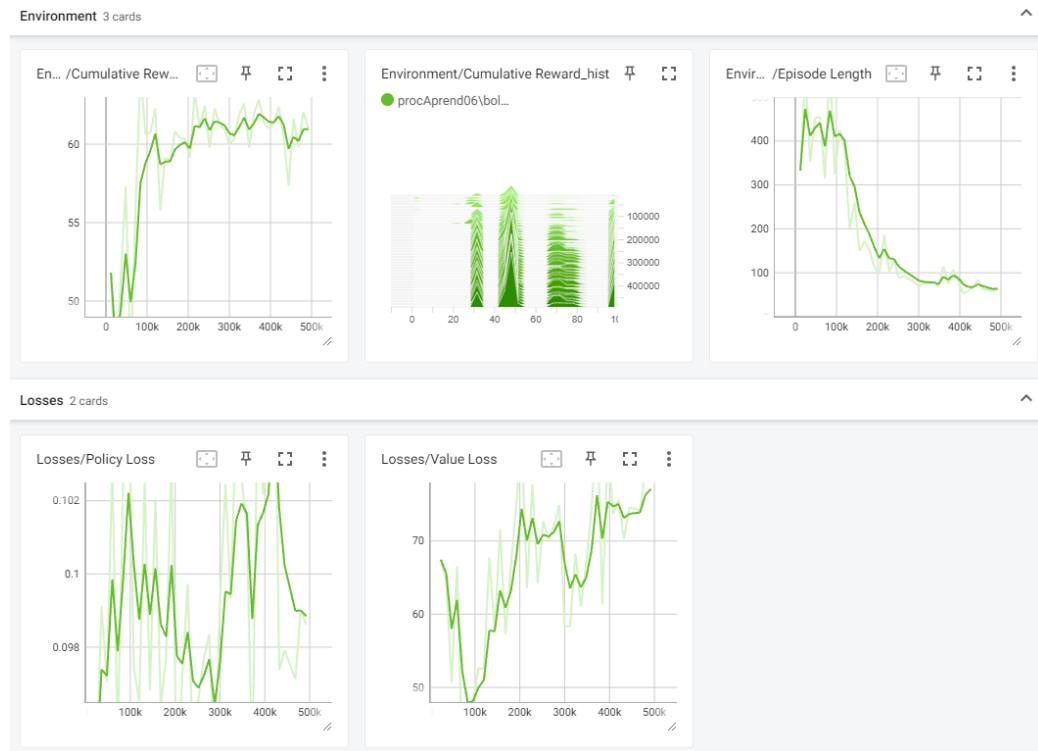 Environment 3 cards
En... /Cumulative Rew...
Environment/Cumulative Reward_hist
Envir... /Episode Length
procAprend06\bol...
60
55
50
0 100k 200k 300k 400k 500k
100000
200000
300000
400000
0 20 40 60 80 1(
400
300
200
100
0 100k 200k 300k 400k 500k
Losses 2 cards
Losses/Policy Loss
Losses/Value Loss
0.102
0.1
0.098
100k 200k 300k 400k 500k
70
60
50
100k 200k 300k 400k 500k